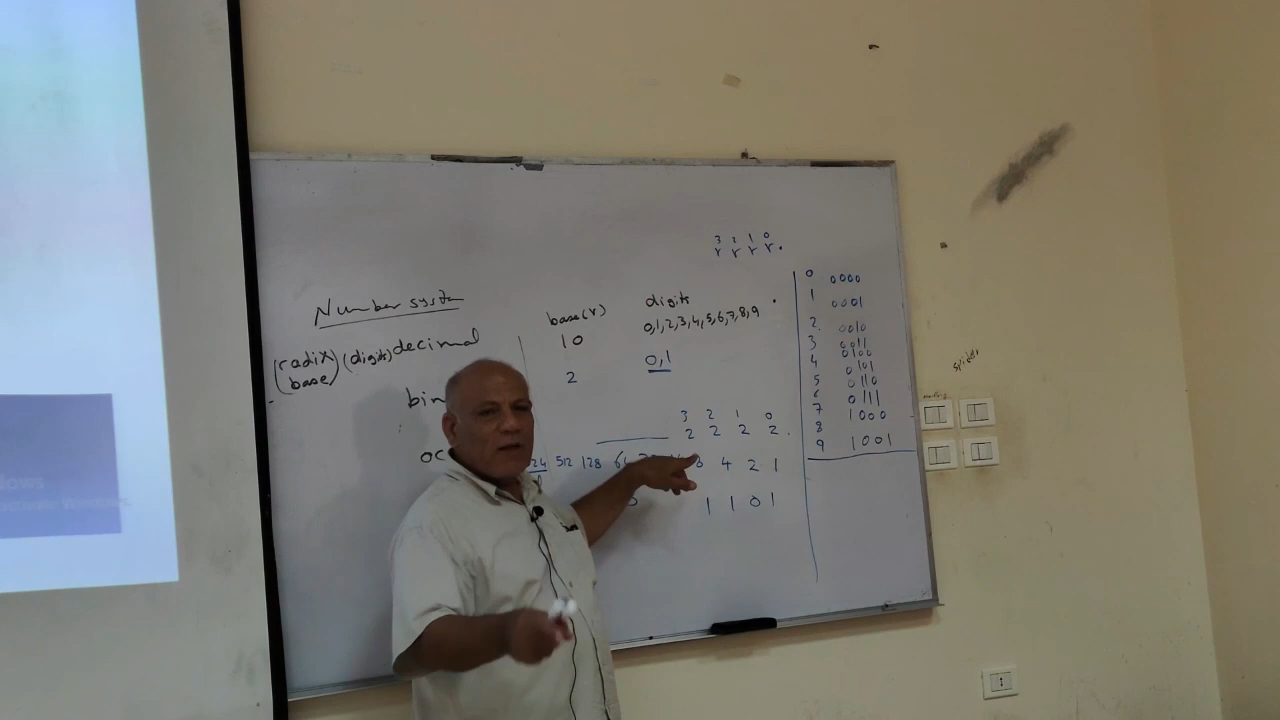 Number system
base(r)
digits
(radix base) (digits) decimal
10
0,1,2,3,4,5,6,7,8,9
bin
2
0,1
oc
3 2 1 0
r r r r .
3 2 1 0
2 2 2 2 .
24 512 128 8 4 2 1
1 1 0 1
0 0000
1 0001
2 0010
3 0011
4 0100
5 0101
6 0110
7 0111
8 1000
9 1001